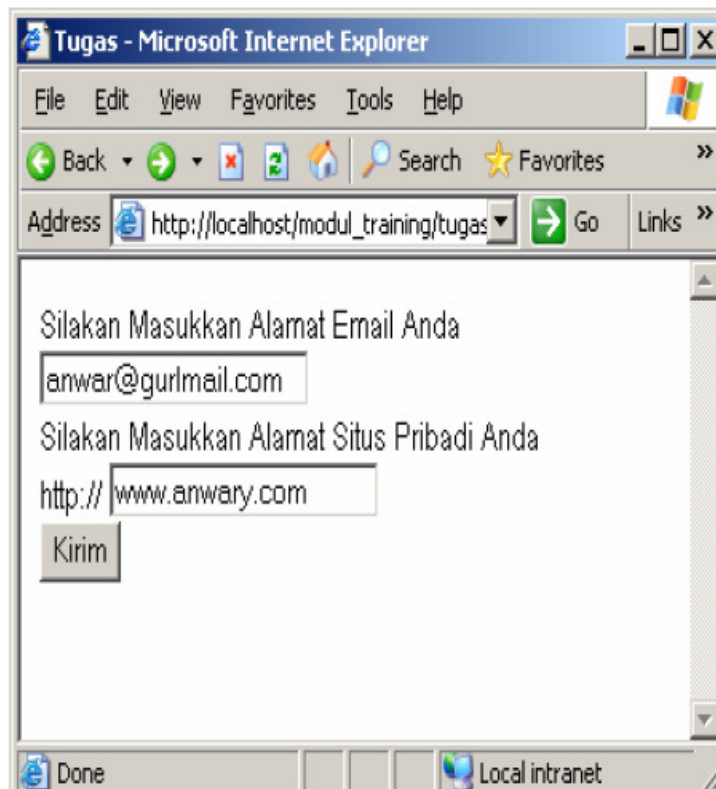 Tugas - Microsoft Internet Explorer
File Edit View Favorites Tools Help
Back Search Favorites »
Address http://localhost/modul_training/tugas Go Links »
Silakan Masukkan Alamat Email Anda
anwar@gurlmail.com
Silakan Masukkan Alamat Situs Pribadi Anda
http:// www.anwary.com
Kirim
Done Local intranet